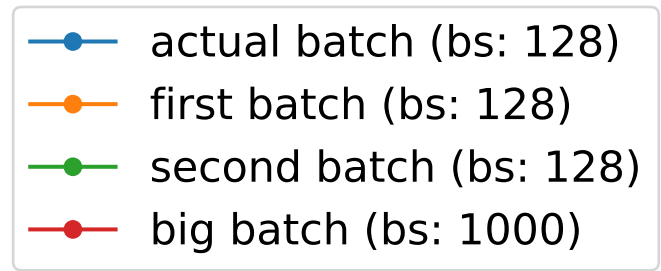 actual batch (bs: 128)
first batch (bs: 128)
second batch (bs: 128)
big batch (bs: 1000)